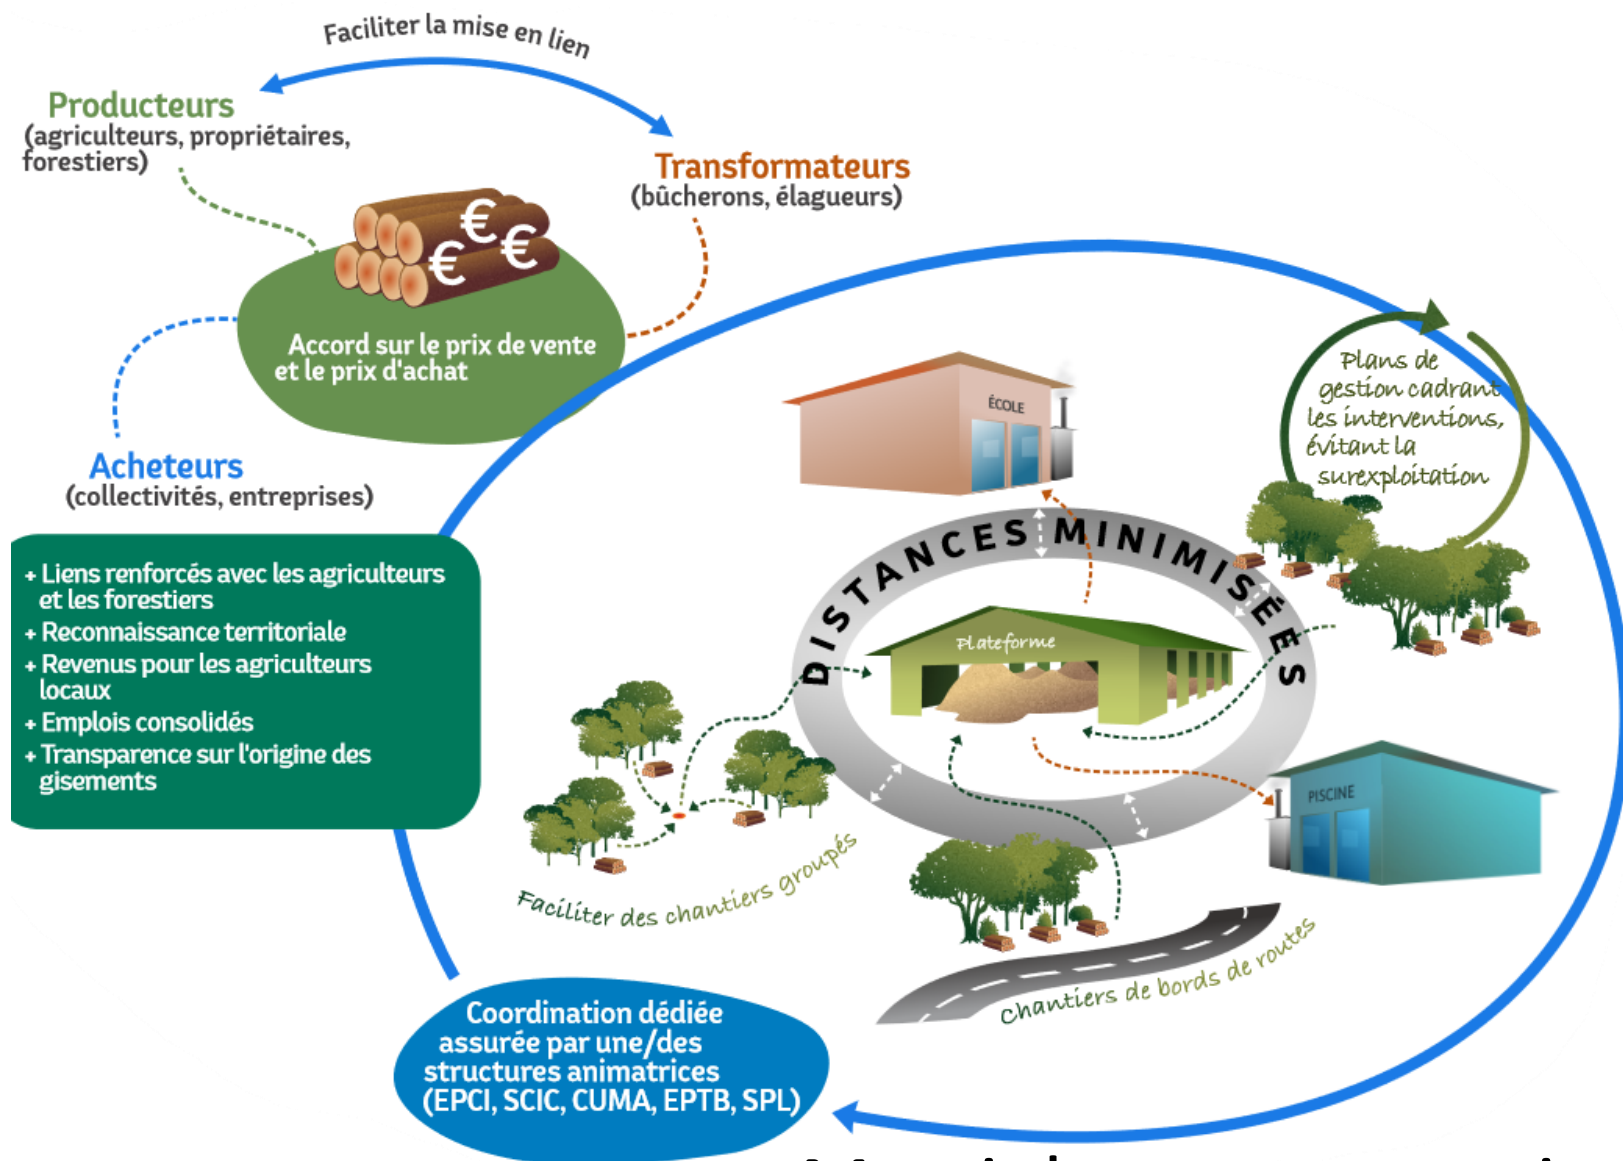 Faciliter la mise en lien
Producteurs
(agriculteurs, propriétaires,
forestiers)
Transformateurs
(bûcherons, élagueurs)
€ € €
Accord sur le prix de vente
et le prix d'achat
Acheteurs
(collectivités, entreprises)
+ Liens renforcés avec les agriculteurs
et les forestiers
+ Reconnaissance territoriale
+ Revenus pour les agriculteurs
locaux
+ Emplois consolidés
+ Transparence sur l'origine des
gisements
ÉCOLE
Plans de
gestion cadrant
les interventions,
évitant la
surexploitation
DISTANCES MINIMISÉES
Plateforme
PISCINE
Faciliter des chantiers groupés
Chantiers de bords de routes
Coordination dédiée
assurée par une/des
structures animatrices
(EPCI, SCIC, CUMA, EPTB, SPL)